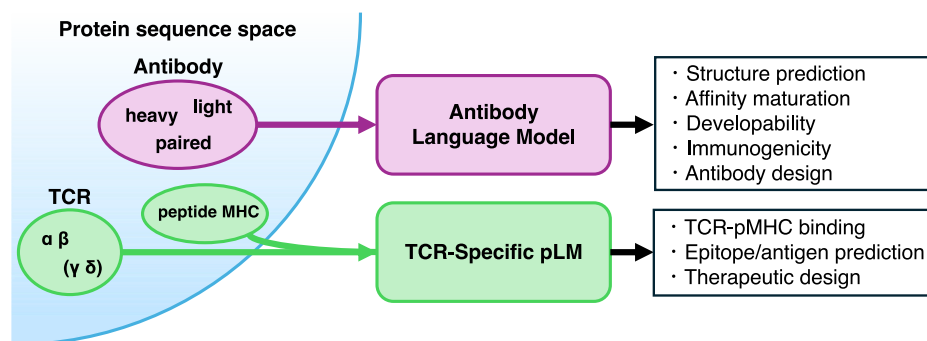 Protein sequence space
Antibody
heavy light
paired
Antibody
Language Model
・Structure prediction
・Affinity maturation
・Developability
・Immunogenicity
・Antibody design
TCR
α β
(γ δ)
peptide MHC
TCR-Specific pLM
・TCR-pMHC binding
・Epitope/antigen prediction
・Therapeutic design